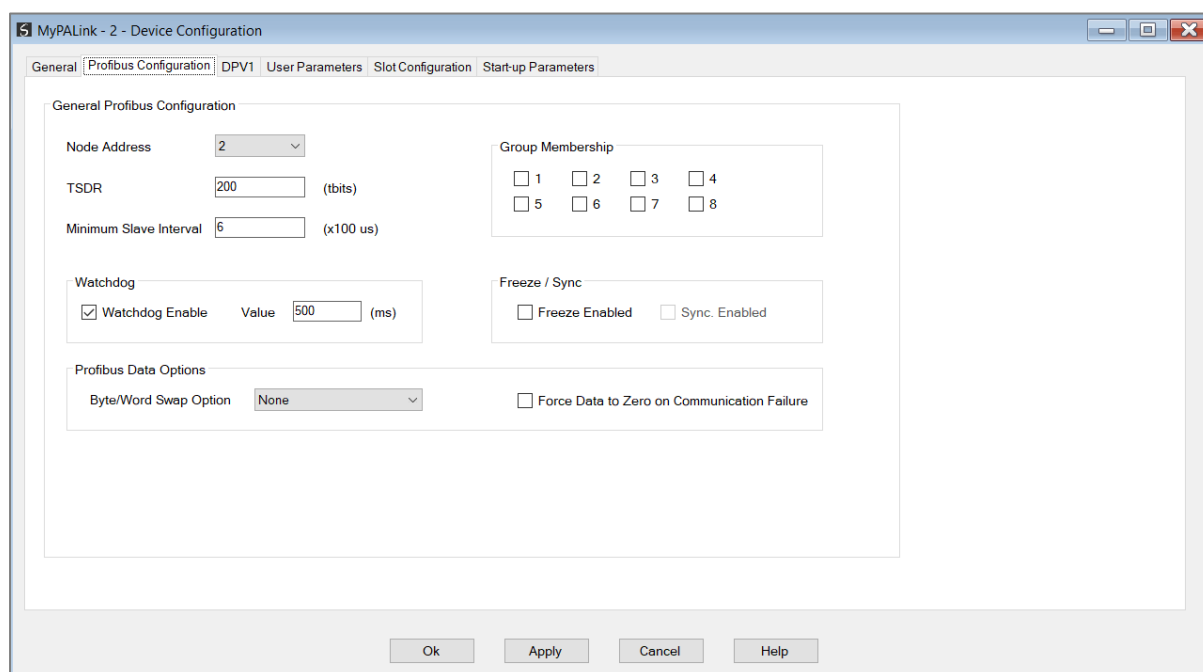 MyPALink - 2 - Device Configuration
General Profibus Configuration DPV1 User Parameters Slot Configuration Start-up Parameters
General Profibus Configuration
Node Address 2
TSDR 200 (tbits)
Minimum Slave Interval 6 (x100 us)
Group Membership
1 2 3 4
5 6 7 8
Watchdog
Watchdog Enable Value 500 (ms)
Freeze / Sync
Freeze Enabled Sync. Enabled
Profibus Data Options
Byte/Word Swap Option None Force Data to Zero on Communication Failure
Ok Apply Cancel Help